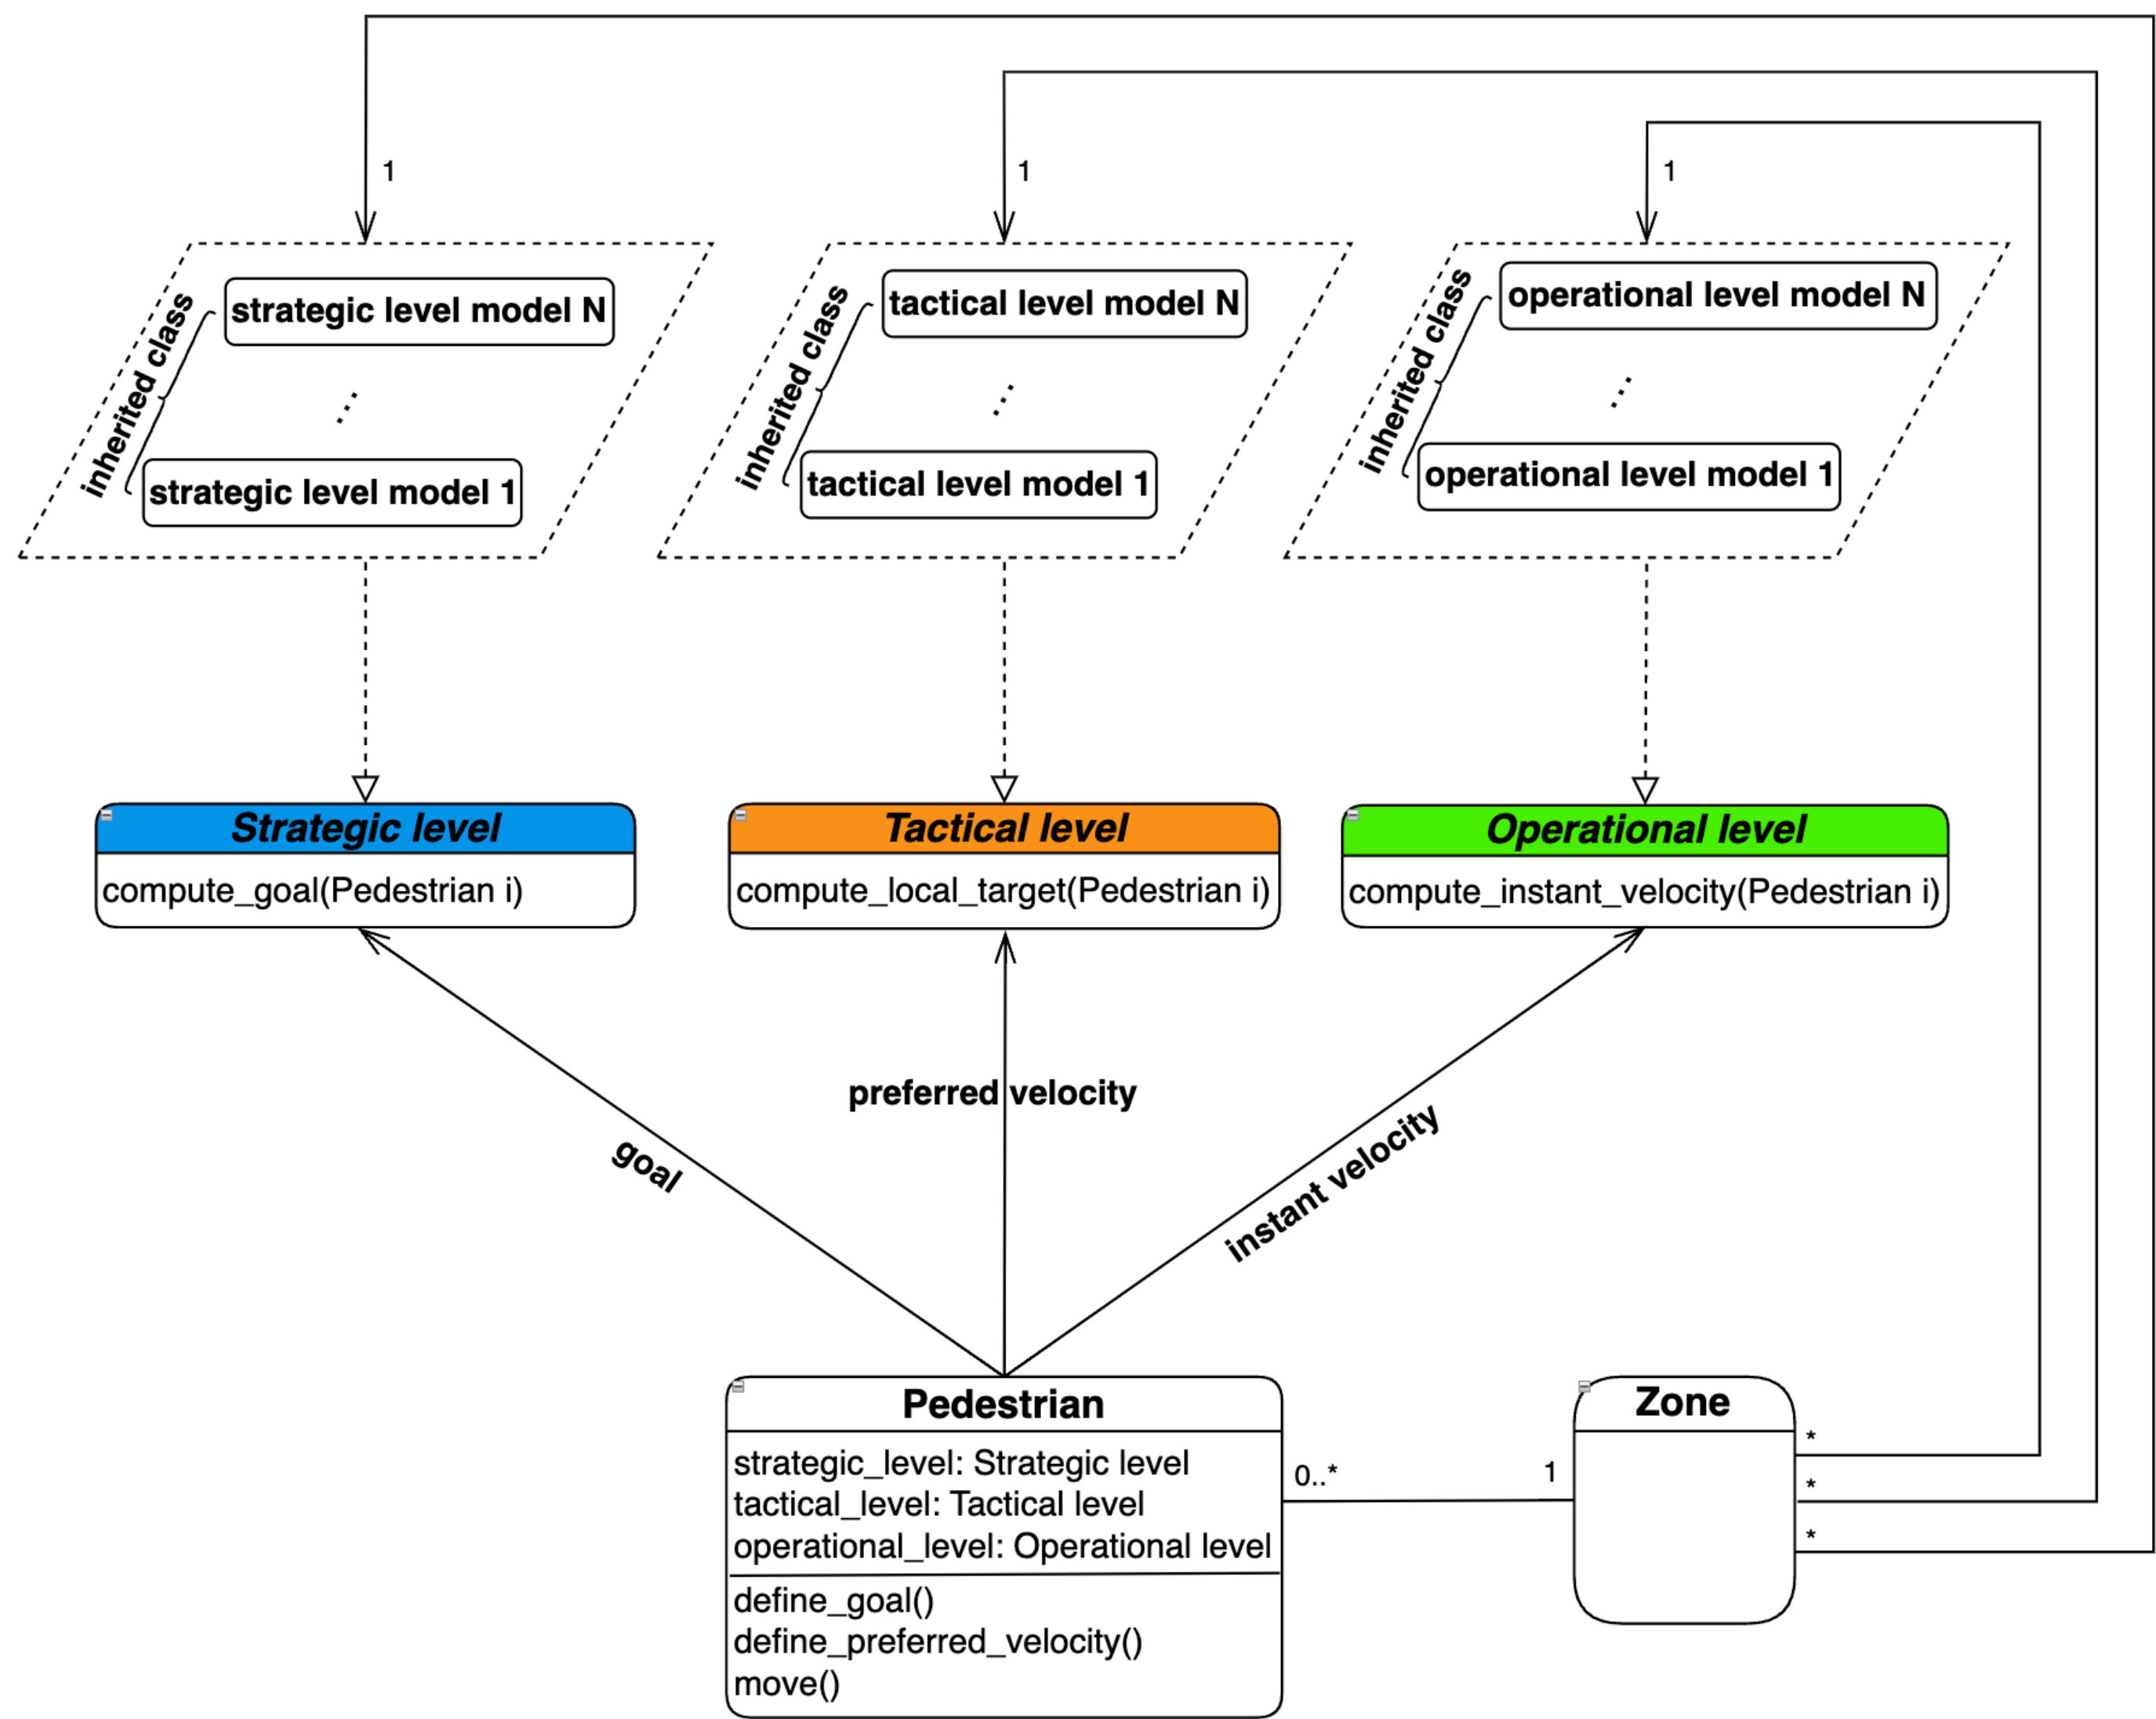 1
1
1
inherited class
strategic level model N
strategic level model 1
inherited class
tactical level model N
tactical level model 1
inherited class
operational level model N
operational level model 1
Strategic level
compute_goal(Pedestrian i)
Tactical level
compute_local_target(Pedestrian i)
Operational level
compute_instant_velocity(Pedestrian i)
goal
preferred velocity
instant velocity
Pedestrian
strategic_level: Strategic level
tactical_level: Tactical level
operational_level: Operational level
define_goal()
define_preferred_velocity()
move()
0..*
1
Zone
*
*
*